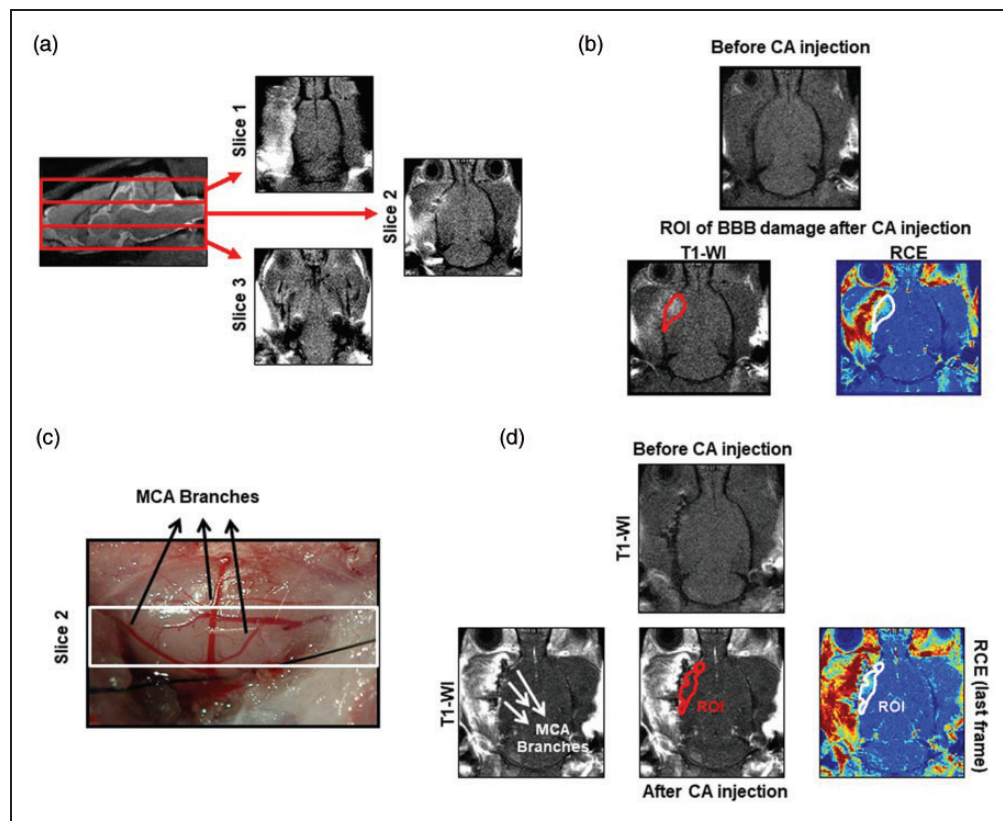 (a)
Slice 1
Slice 2
Slice 3
(b)
Before CA injection
ROI of BBB damage after CA injection
T1-WI
RCE
(c)
MCA Branches
Slice 2
(d)
Before CA injection
T1-WI
T1-WI
MCA
Branches
ROI
After CA injection
ROI
RCE (last frame)